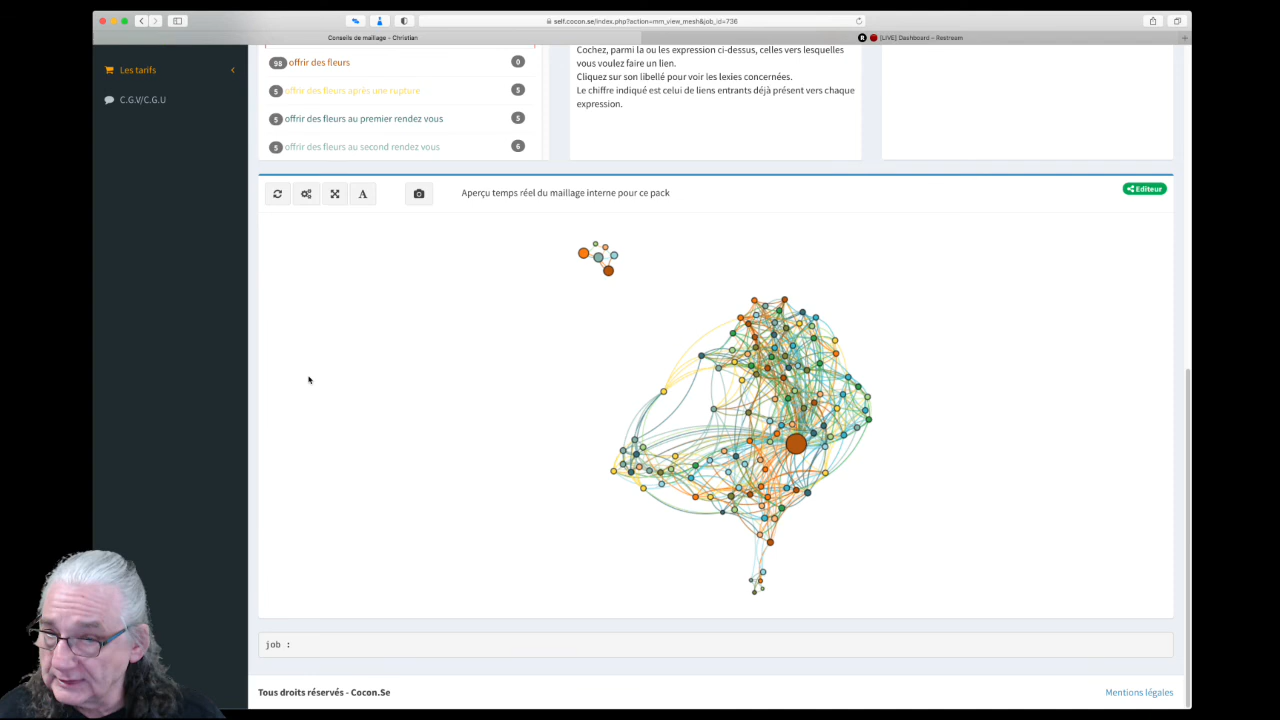 self.cocon.se/index.php?action=mm_view_mesh&job_id=736
Conseils de maillage - Christian
[LIVE] Dashboard - Restream
Les tarifs
C.G.V/C.G.U
98 offrir des fleurs 0
5 offrir des fleurs après une rupture 5
5 offrir des fleurs au premier rendez vous 5
5 offrir des fleurs au second rendez vous 6
Cochez, parmi la ou les expression ci-dessus, celles vers lesquelles
vous voulez faire un lien.
Cliquez sur son libellé pour voir les lexies concernées.
Le chiffre indiqué est celui de liens entrants déjà présent vers chaque
expression.
A
Aperçu temps réel du maillage interne pour ce pack
Editeur
job :
Tous droits réservés - Cocon.Se
Mentions légales